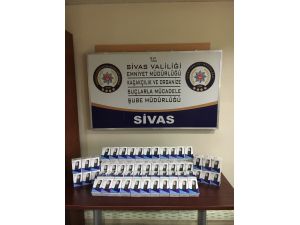 T.C.
SİVAS VALİLİĞİ
EMNİYET MÜDÜRLÜĞÜ
KAÇAKÇILIK VE ORGANİZE
SUÇLARLA MÜCADELE
ŞUBE MÜDÜRLÜĞÜ
SİVAS